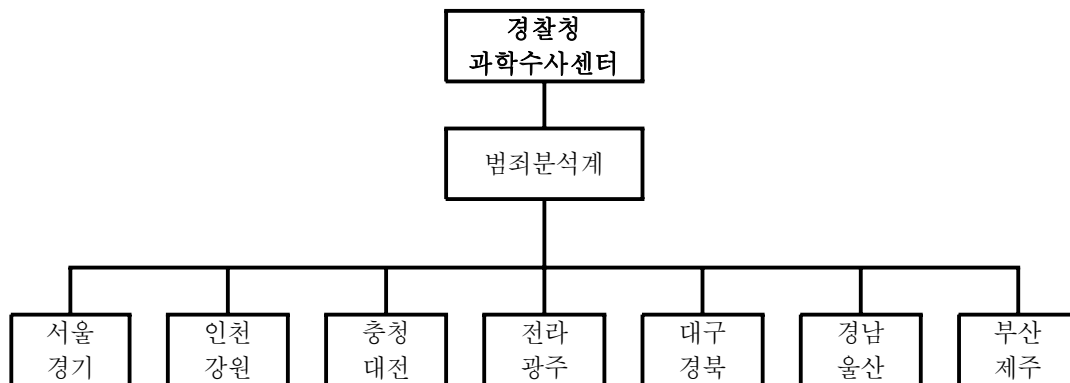 경찰청
과학수사센터
범죄분석계
서울
경기
인천
강원
충청
대전
전라
광주
대구
경북
경남
울산
부산
제주